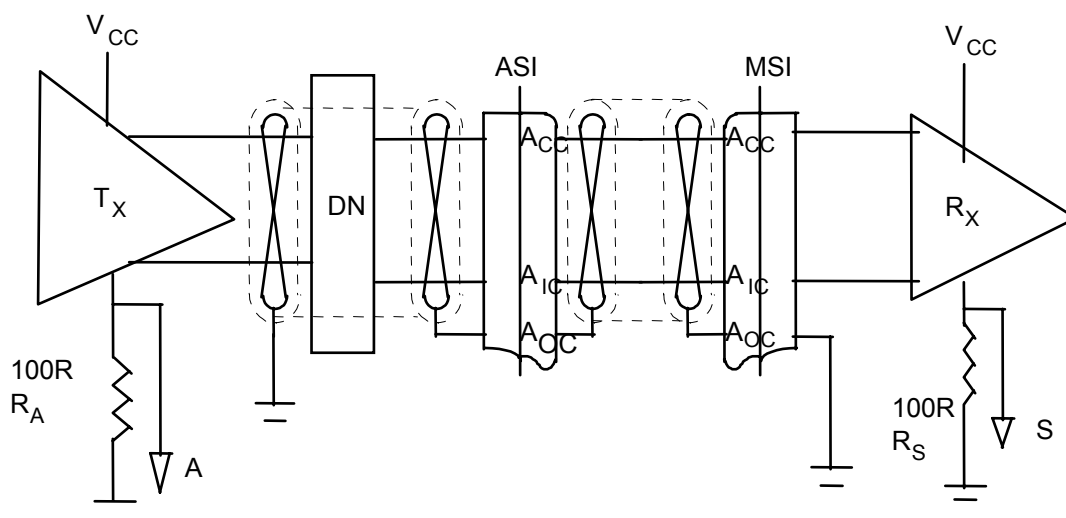 VCC
ASI
MSI
VCC
ACC
ACC
TX
DN
RX
AIC
AIC
AOC
AOC
100R
RA
A
100R
RS
S